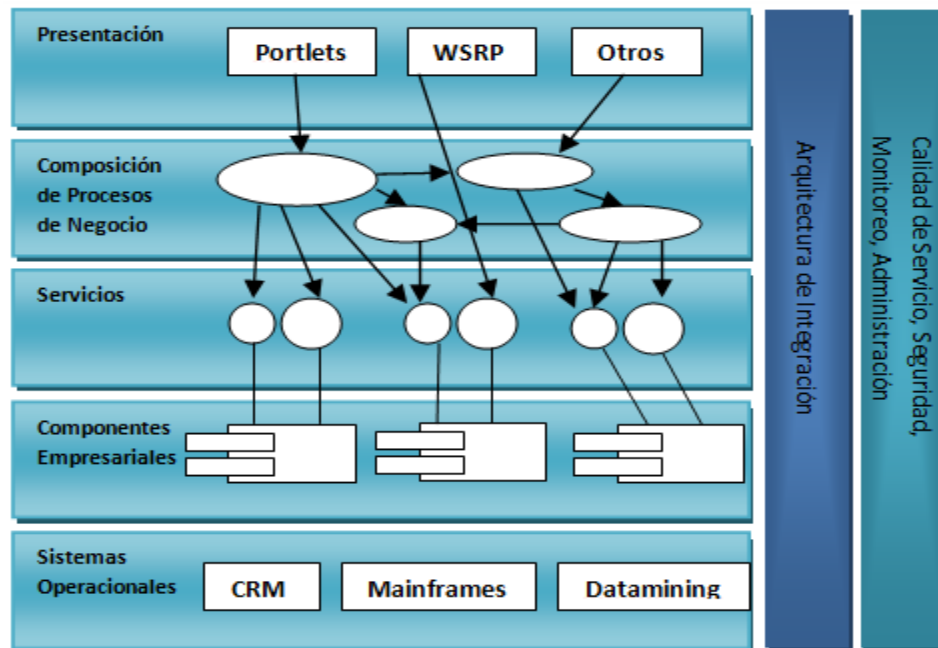 Presentación
Portlets
WSRP
Otros
Composición
de Procesos
de Negocio
Servicios
Componentes
Empresariales
Sistemas
Operacionales
CRM
Mainframes
Datamining
Arquitectura de Integración
Calidad de Servicio, Seguridad,
Monitoreo, Administración